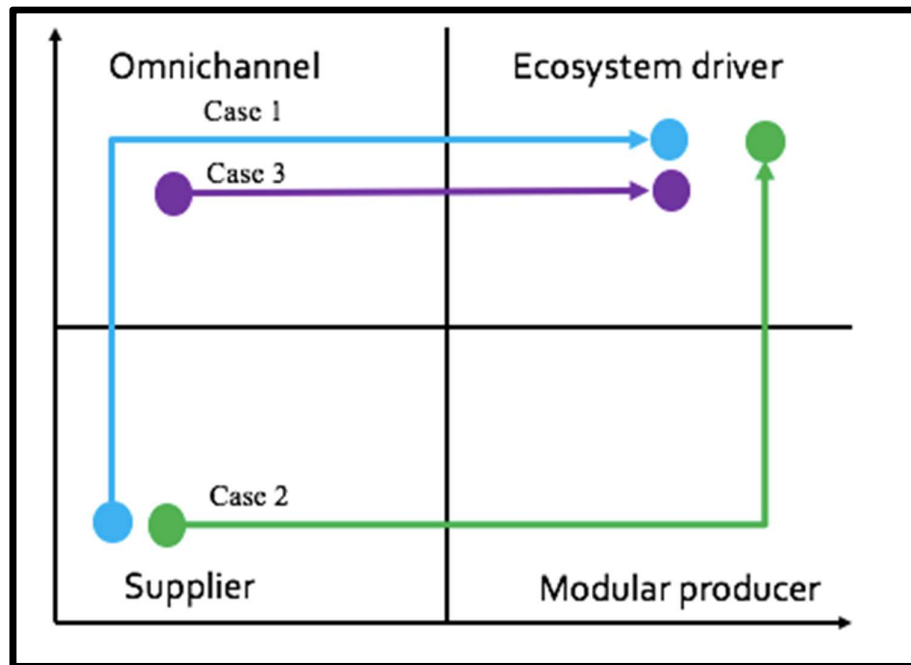 Omnichannel
Ecosystem driver
Case 1
Case 3
Case 2
Supplier
Modular producer